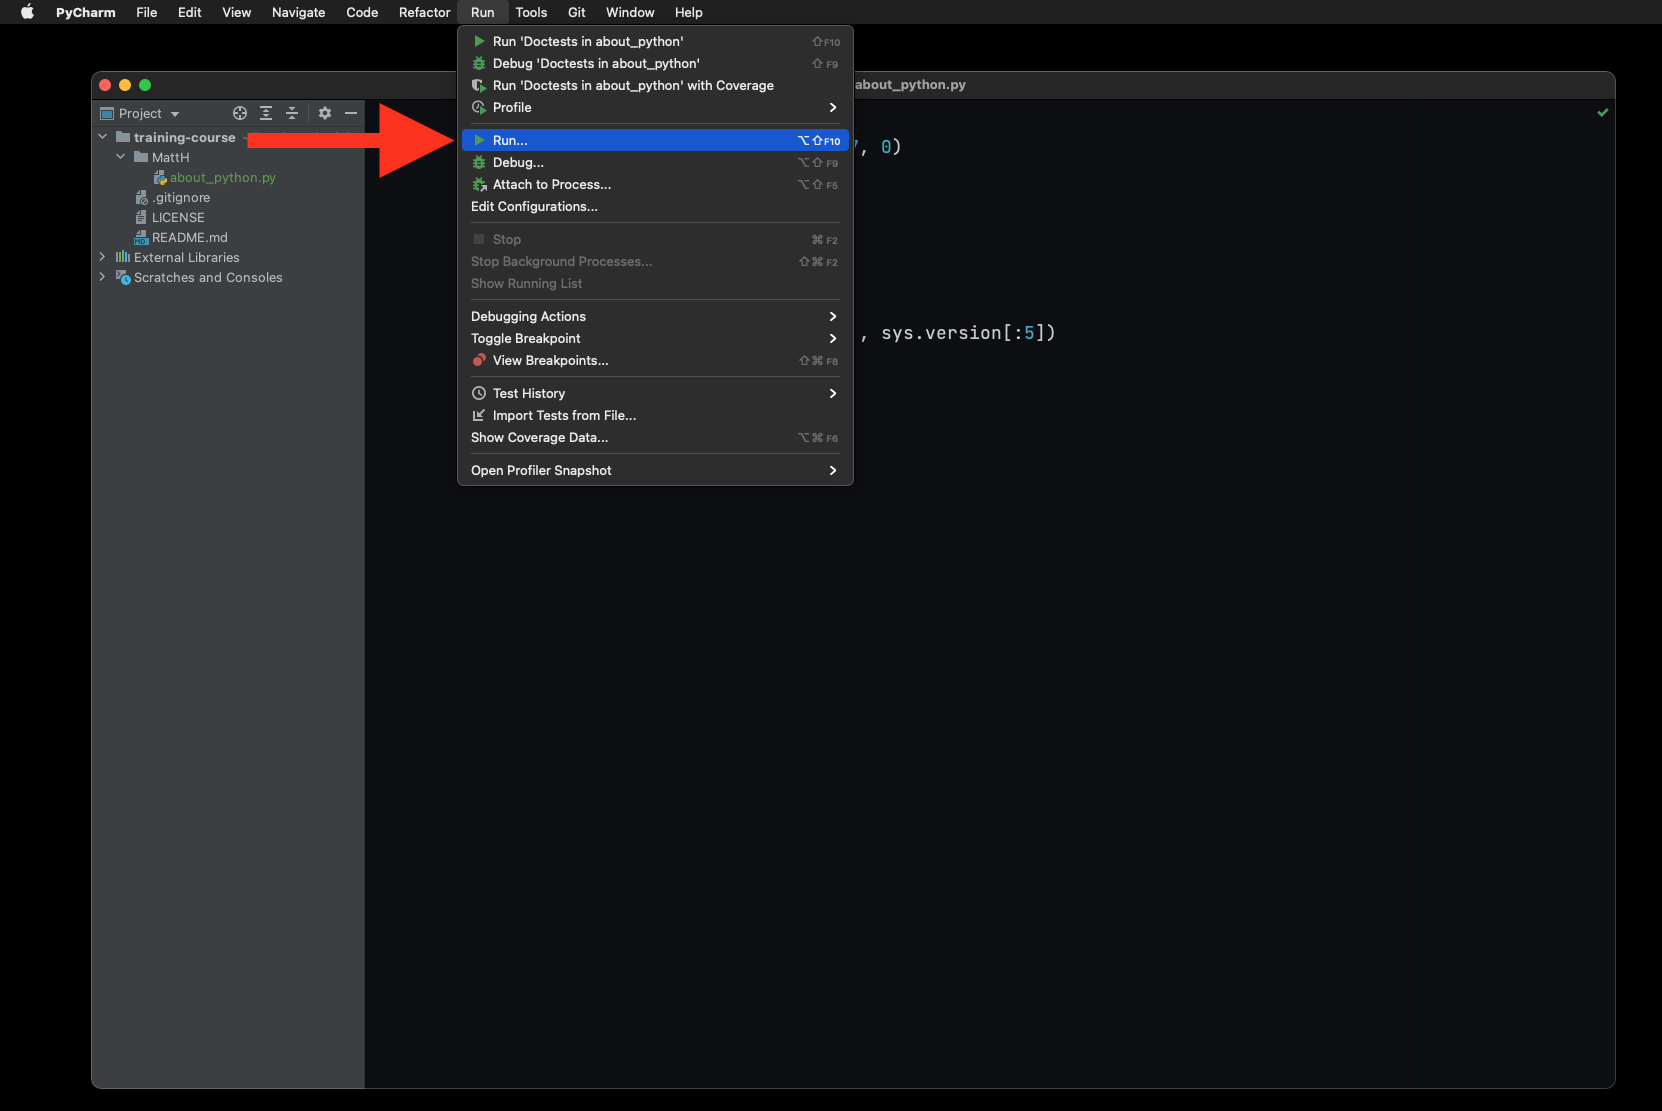 PyCharm File Edit View Navigate Code Refactor Run Tools Git Window Help
about_python.py
Project
training-course
MattH
about_python.py
.gitignore
LICENSE
README.md
External Libraries
Scratches and Consoles
Run 'Doctests in about_python' ⇧F10
Debug 'Doctests in about_python' ⇧F9
Run 'Doctests in about_python' with Coverage
Profile
Run... ⌥⇧F10
Debug... ⌥⇧F9
Attach to Process... ⌥⇧F5
Edit Configurations...
Stop ⌘F2
Stop Background Processes... ⇧⌘F2
Show Running List
Debugging Actions
Toggle Breakpoint
View Breakpoints... ⇧⌘F8
Test History
Import Tests from File...
Show Coverage Data... ⌥⌘F6
Open Profiler Snapshot
, 0)
, sys.version[:5])